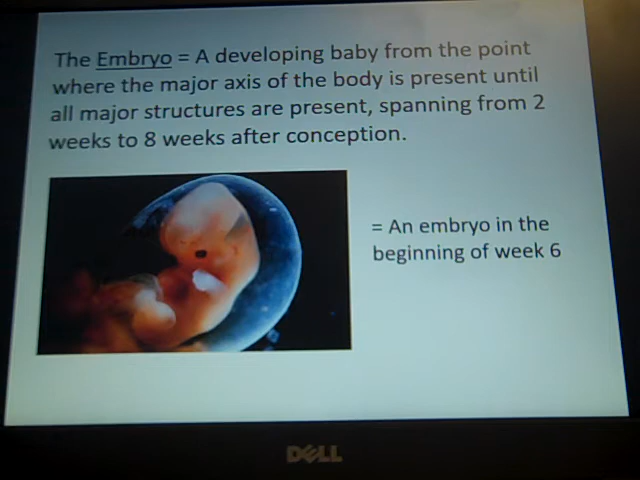 The Embryo = A developing baby from the point
where the major axis of the body is present until
all major structures are present, spanning from 2
weeks to 8 weeks after conception.
= An embryo in the
beginning of week 6
DELL